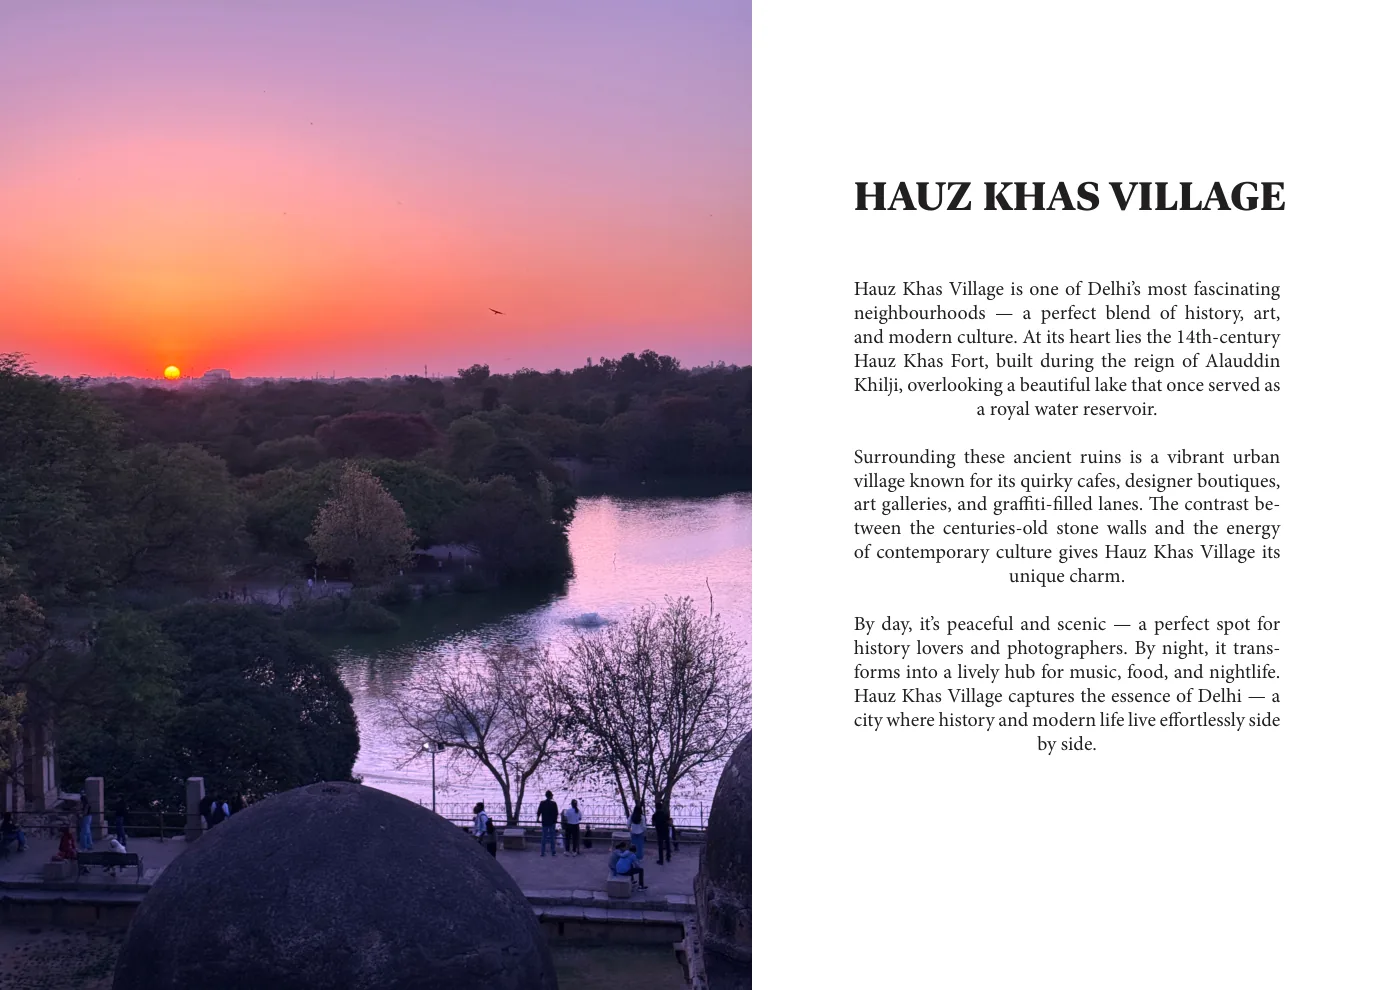 HAUZ KHAS VILLAGE
Hauz Khas Village is one of Delhi’s most fascinating
neighbourhoods — a perfect blend of history, art,
and modern culture. At its heart lies the 14th-century
Hauz Khas Fort, built during the reign of Alauddin
Khilji, overlooking a beautiful lake that once served as
a royal water reservoir.
Surrounding these ancient ruins is a vibrant urban
village known for its quirky cafes, designer boutiques,
art galleries, and graffiti-filled lanes. The contrast be-
tween the centuries-old stone walls and the energy
of contemporary culture gives Hauz Khas Village its
unique charm.
By day, it’s peaceful and scenic — a perfect spot for
history lovers and photographers. By night, it trans-
forms into a lively hub for music, food, and nightlife.
Hauz Khas Village captures the essence of Delhi — a
city where history and modern life live effortlessly side
by side.